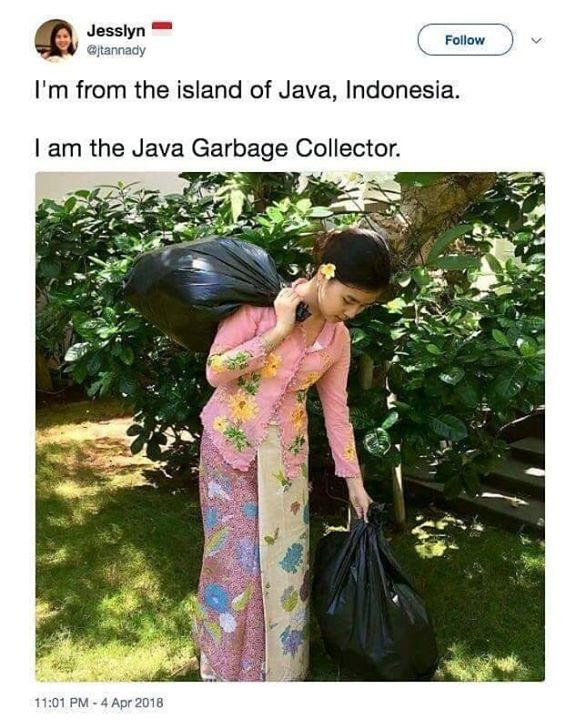 Jesslyn
@jtannady
Follow
I'm from the island of Java, Indonesia.
I am the Java Garbage Collector.
11:01 PM - 4 Apr 2018